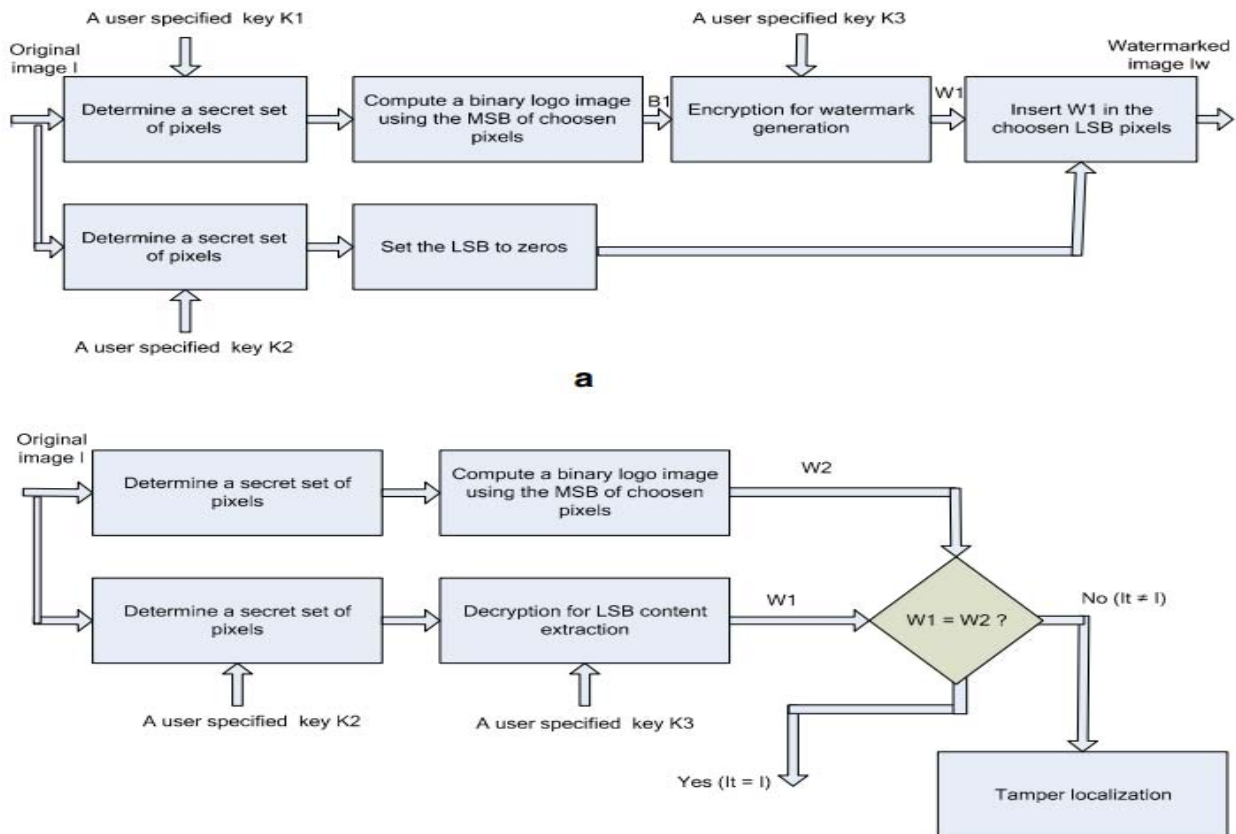 A user specified key K1
A user specified key K3
Original
image I
Watermarked
image Iw
Determine a secret set
of pixels
Compute a binary logo image
using the MSB of choosen
pixels
B1
Encryption for watermark
generation
W1
Insert W1 in the
choosen LSB pixels
Determine a secret set
of pixels
Set the LSB to zeros
A user specified key K2
a
Original
image I
Determine a secret set of
pixels
Compute a binary logo image
using the MSB of choosen
pixels
W2
Determine a secret set of
pixels
Decryption for LSB content
extraction
W1
W1 = W2 ?
No (It ≠ I)
A user specified key K2
A user specified key K3
Yes (It = I)
Tamper localization